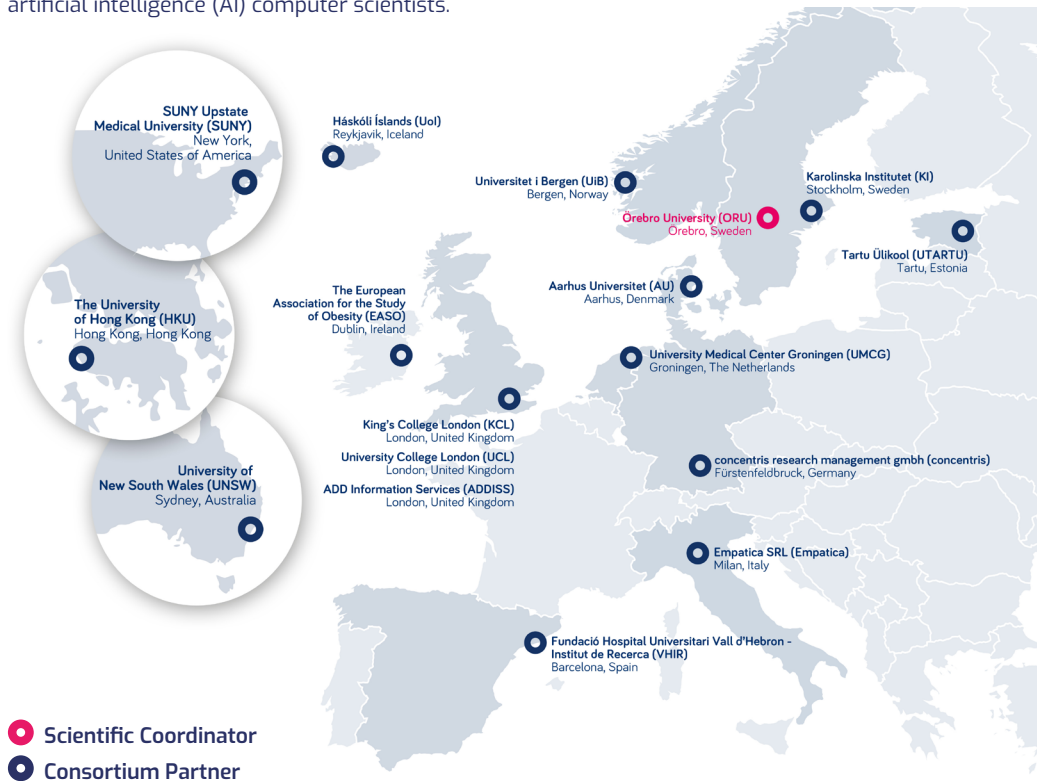 artificial intelligence (AI) computer scientists.
SUNY Upstate
Medical University (SUNY)
New York,
United States of America
Háskóli Íslands (UoI)
Reykjavik, Iceland
Universitet i Bergen (UiB)
Bergen, Norway
Karolinska Institutet (KI)
Stockholm, Sweden
Örebro University (ORU)
Örebro, Sweden
Tartu Ülikool (UTARTU)
Tartu, Estonia
The European
Association for the Study
of Obesity (EASO)
Dublin, Ireland
Aarhus Universitet (AU)
Aarhus, Denmark
The University
of Hong Kong (HKU)
Hong Kong, Hong Kong
University Medical Center Groningen (UMCG)
Groningen, The Netherlands
King's College London (KCL)
London, United Kingdom
University College London (UCL)
London, United Kingdom
ADD Information Services (ADDISS)
London, United Kingdom
concentris research management gmbh (concentris)
Fürstenfeldbruck, Germany
University of
New South Wales (UNSW)
Sydney, Australia
Empatica SRL (Empatica)
Milan, Italy
Fundació Hospital Universitari Vall d'Hebron -
Institut de Recerca (VHIR)
Barcelona, Spain
Scientific Coordinator
Consortium Partner